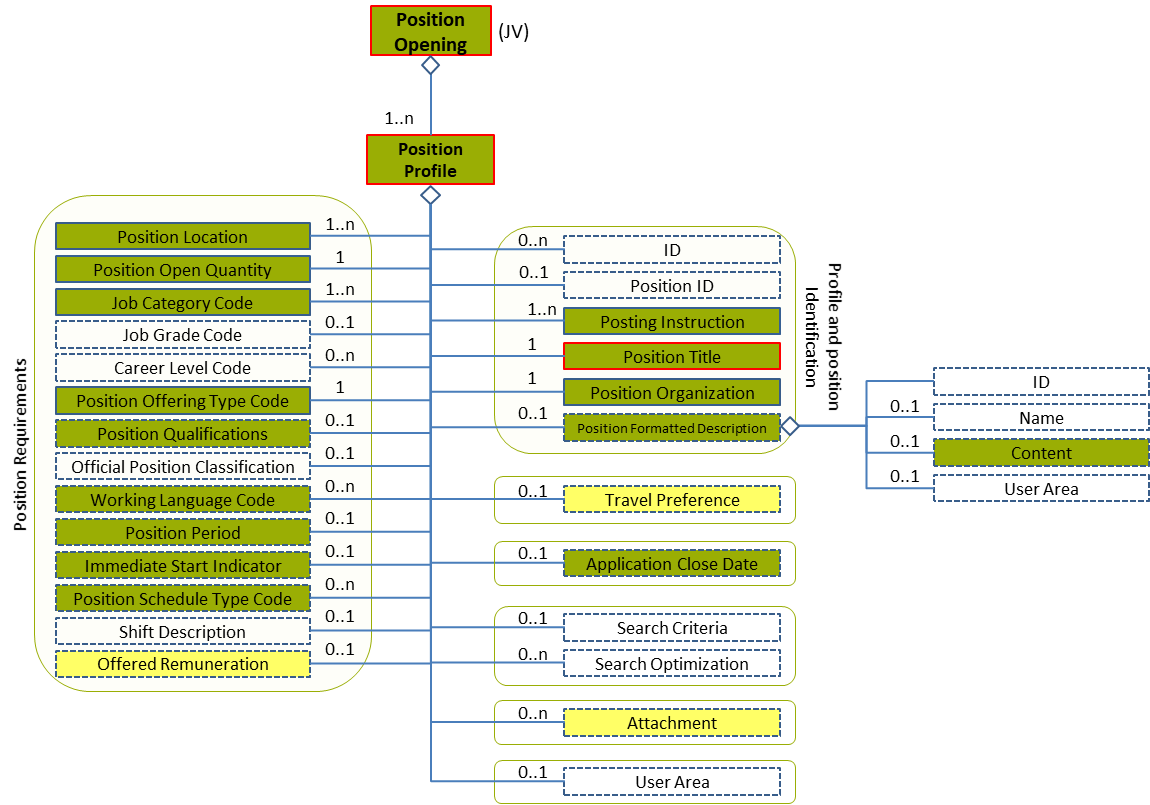 Position
Opening
(JV)
1..n
Position
Profile
Position Requirements
Position Location
1..n
Position Open Quantity
1
Job Category Code
1..n
Job Grade Code
0..1
Career Level Code
0..n
Position Offering Type Code
1
Position Qualifications
0..1
Official Position Classification
0..1
Working Language Code
0..n
Position Period
0..1
Immediate Start Indicator
0..1
Position Schedule Type Code
0..n
Shift Description
0..1
Offered Remuneration
0..1
0..n
ID
0..1
Position ID
1..n
Posting Instruction
1
Position Title
1
Position Organization
0..1
Position Formatted Description
Profile and position
Identification
ID
0..1
Name
0..1
Content
0..1
User Area
0..1
Travel Preference
0..1
Application Close Date
0..1
Search Criteria
0..n
Search Optimization
0..n
Attachment
0..1
User Area